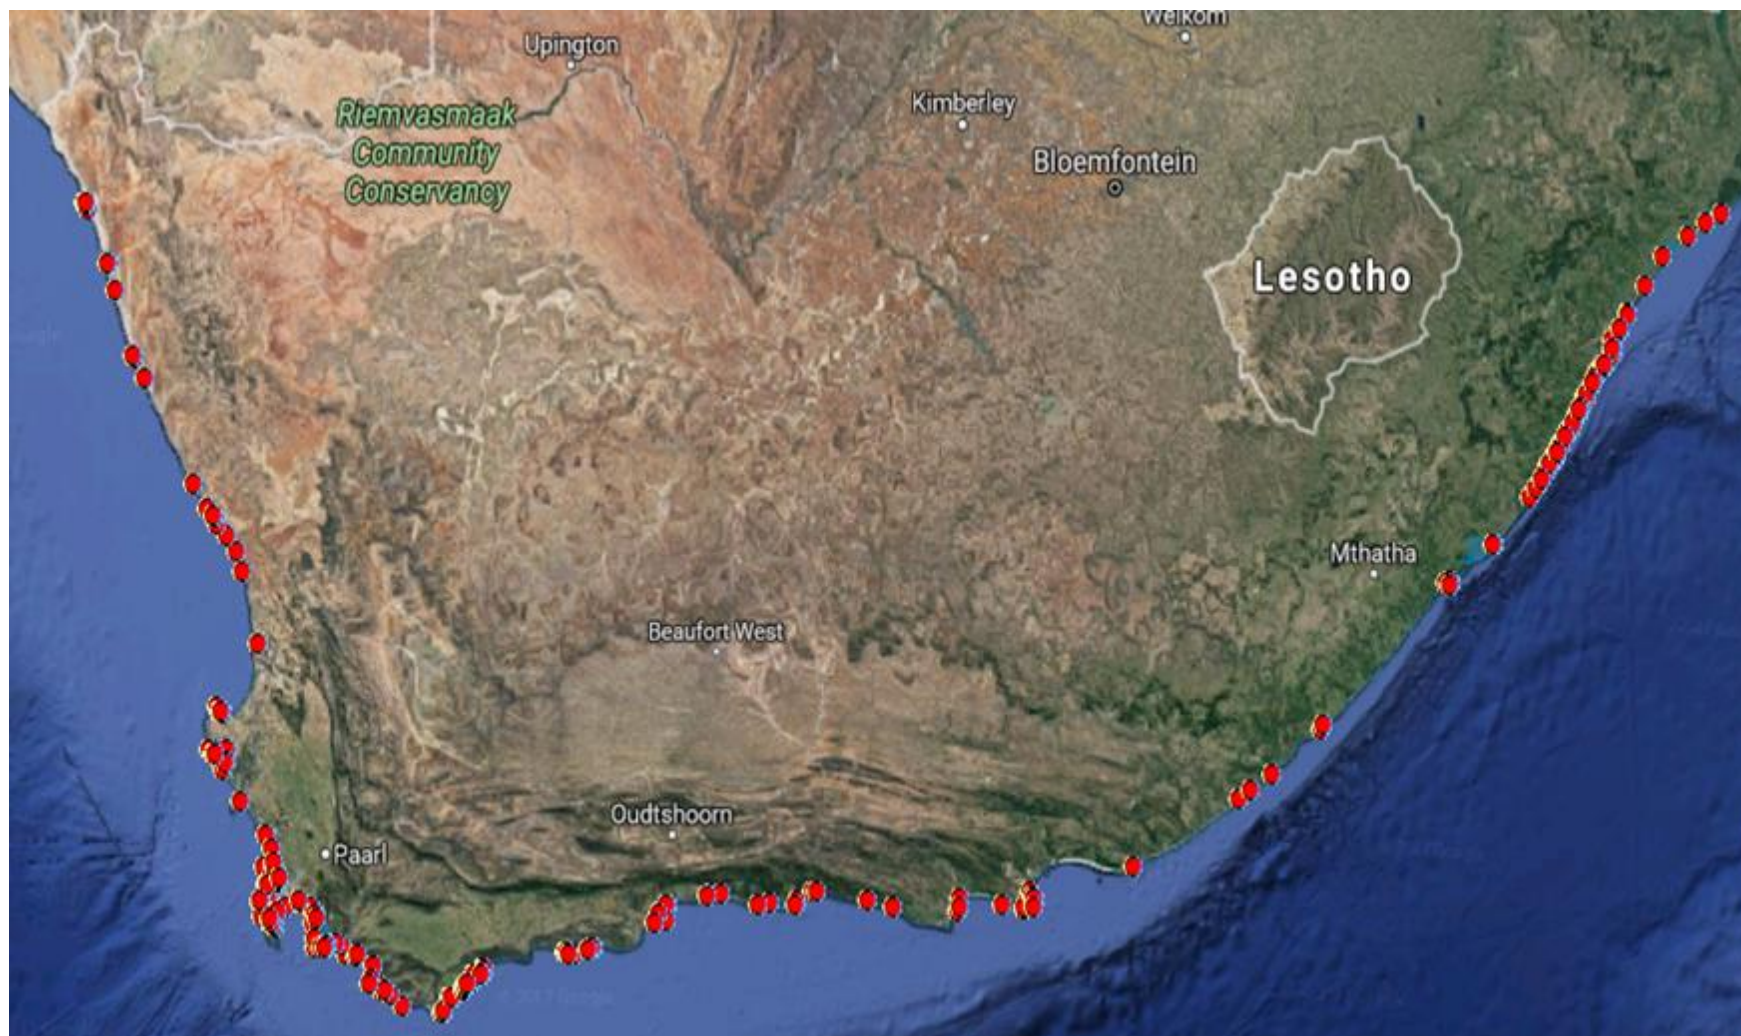 Welkom
Upington
Kimberley
Riemvasmaak
Community
Conservancy
Bloemfontein
Lesotho
Mthatha
Beaufort West
Oudtshoorn
Paarl